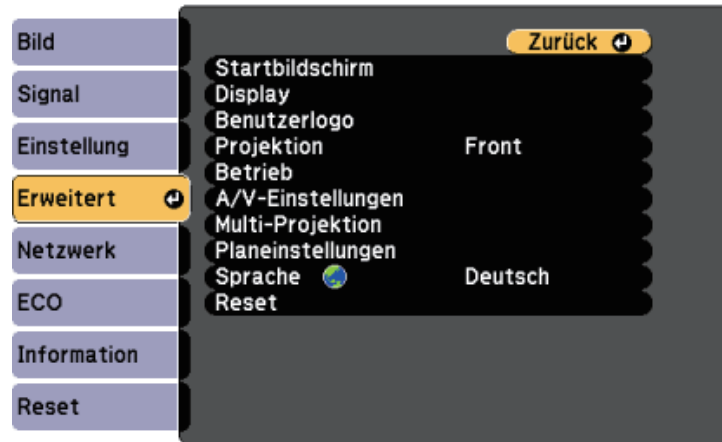 Bild
Signal
Einstellung
Erweitert
Netzwerk
ECO
Information
Reset
Zurück
Startbildschirm
Display
Benutzerlogo
Projektion Front
Betrieb
A/V-Einstellungen
Multi-Projektion
Planeinstellungen
Sprache Deutsch
Reset